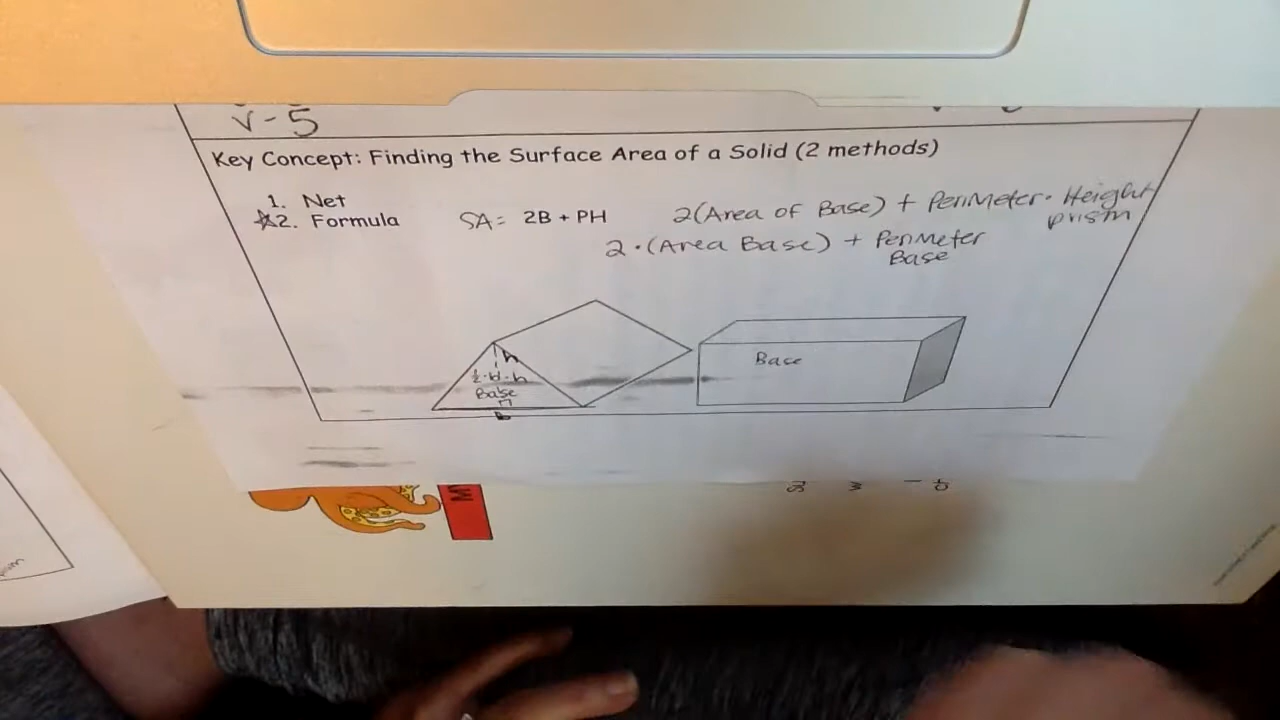 v - 5
Key Concept: Finding the Surface Area of a Solid (2 methods)
1. Net
2. Formula SA = 2B + PH 2(Area of Base) + Perimeter · Height
prism
2 · (Area Base) + Perimeter
Base
h
½ · b · h
Base
b
Base